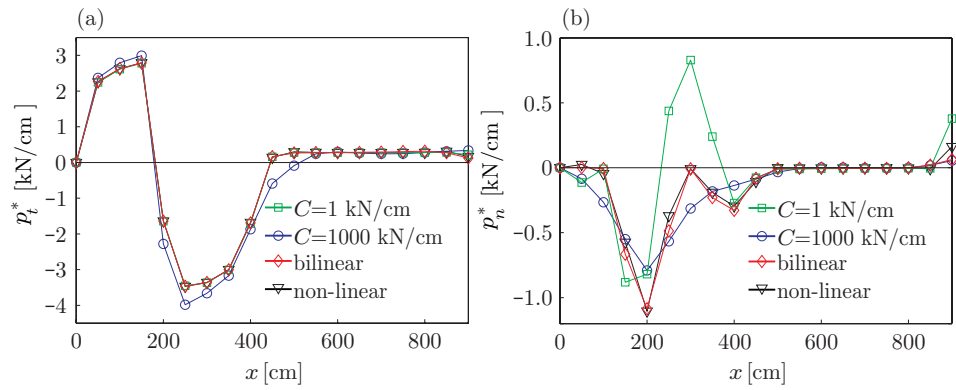 (a)
3
2
1
0
-1
-2
-3
-4
p*t [kN/cm ]
C=1 kN/cm
C=1000 kN/cm
bilinear
non-linear
0 200 400 600 800
x [cm]
(b)
1.0
0.5
0
-0.5
-1.0
p*n [kN/cm ]
C=1 kN/cm
C=1000 kN/cm
bilinear
non-linear
0 200 400 600 800
x [cm]